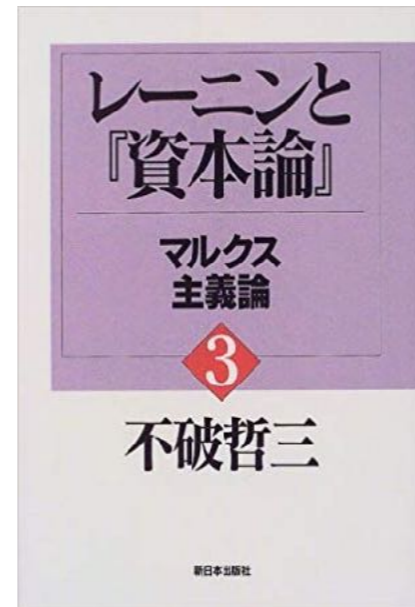 レーニンと
『資本論』
マルクス
主義論
3
不破哲三
新日本出版社